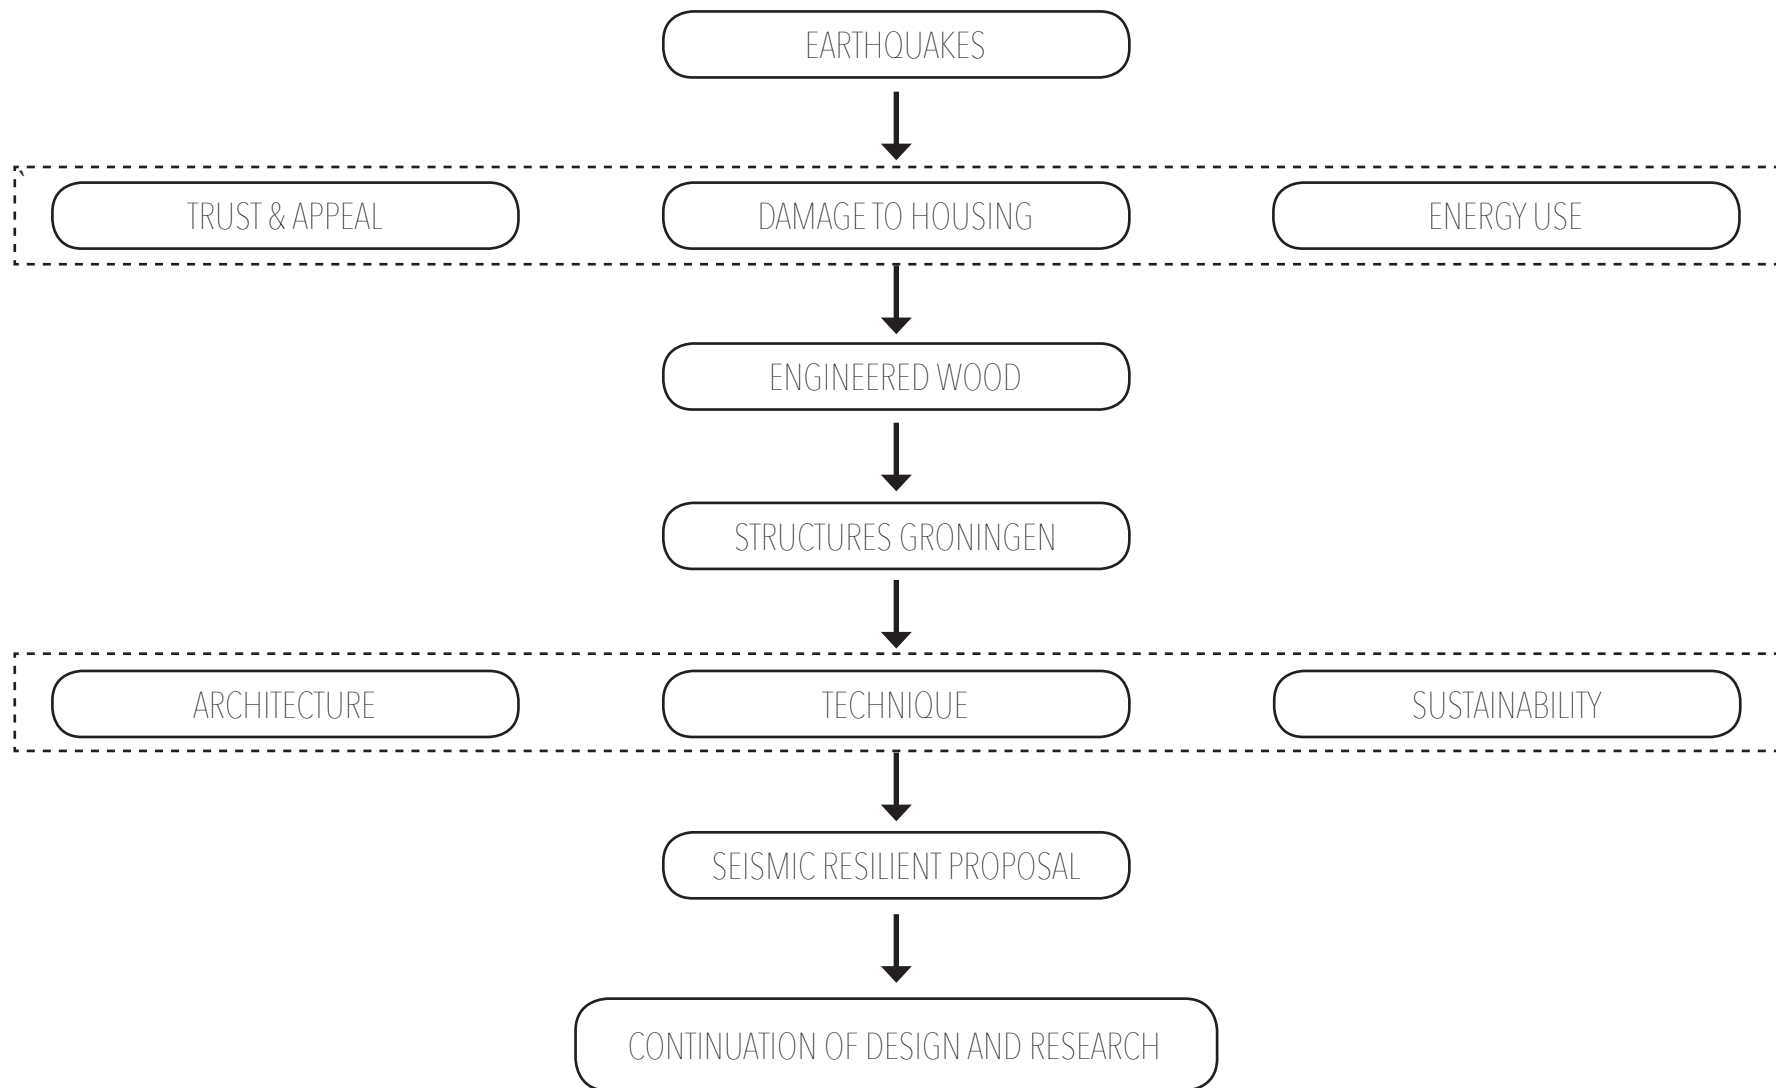 EARTHQUAKES
TRUST & APPEAL
DAMAGE TO HOUSING
ENERGY USE
ENGINEERED WOOD
STRUCTURES GRONINGEN
ARCHITECTURE
TECHNIQUE
SUSTAINABILITY
SEISMIC RESILIENT PROPOSAL
CONTINUATION OF DESIGN AND RESEARCH